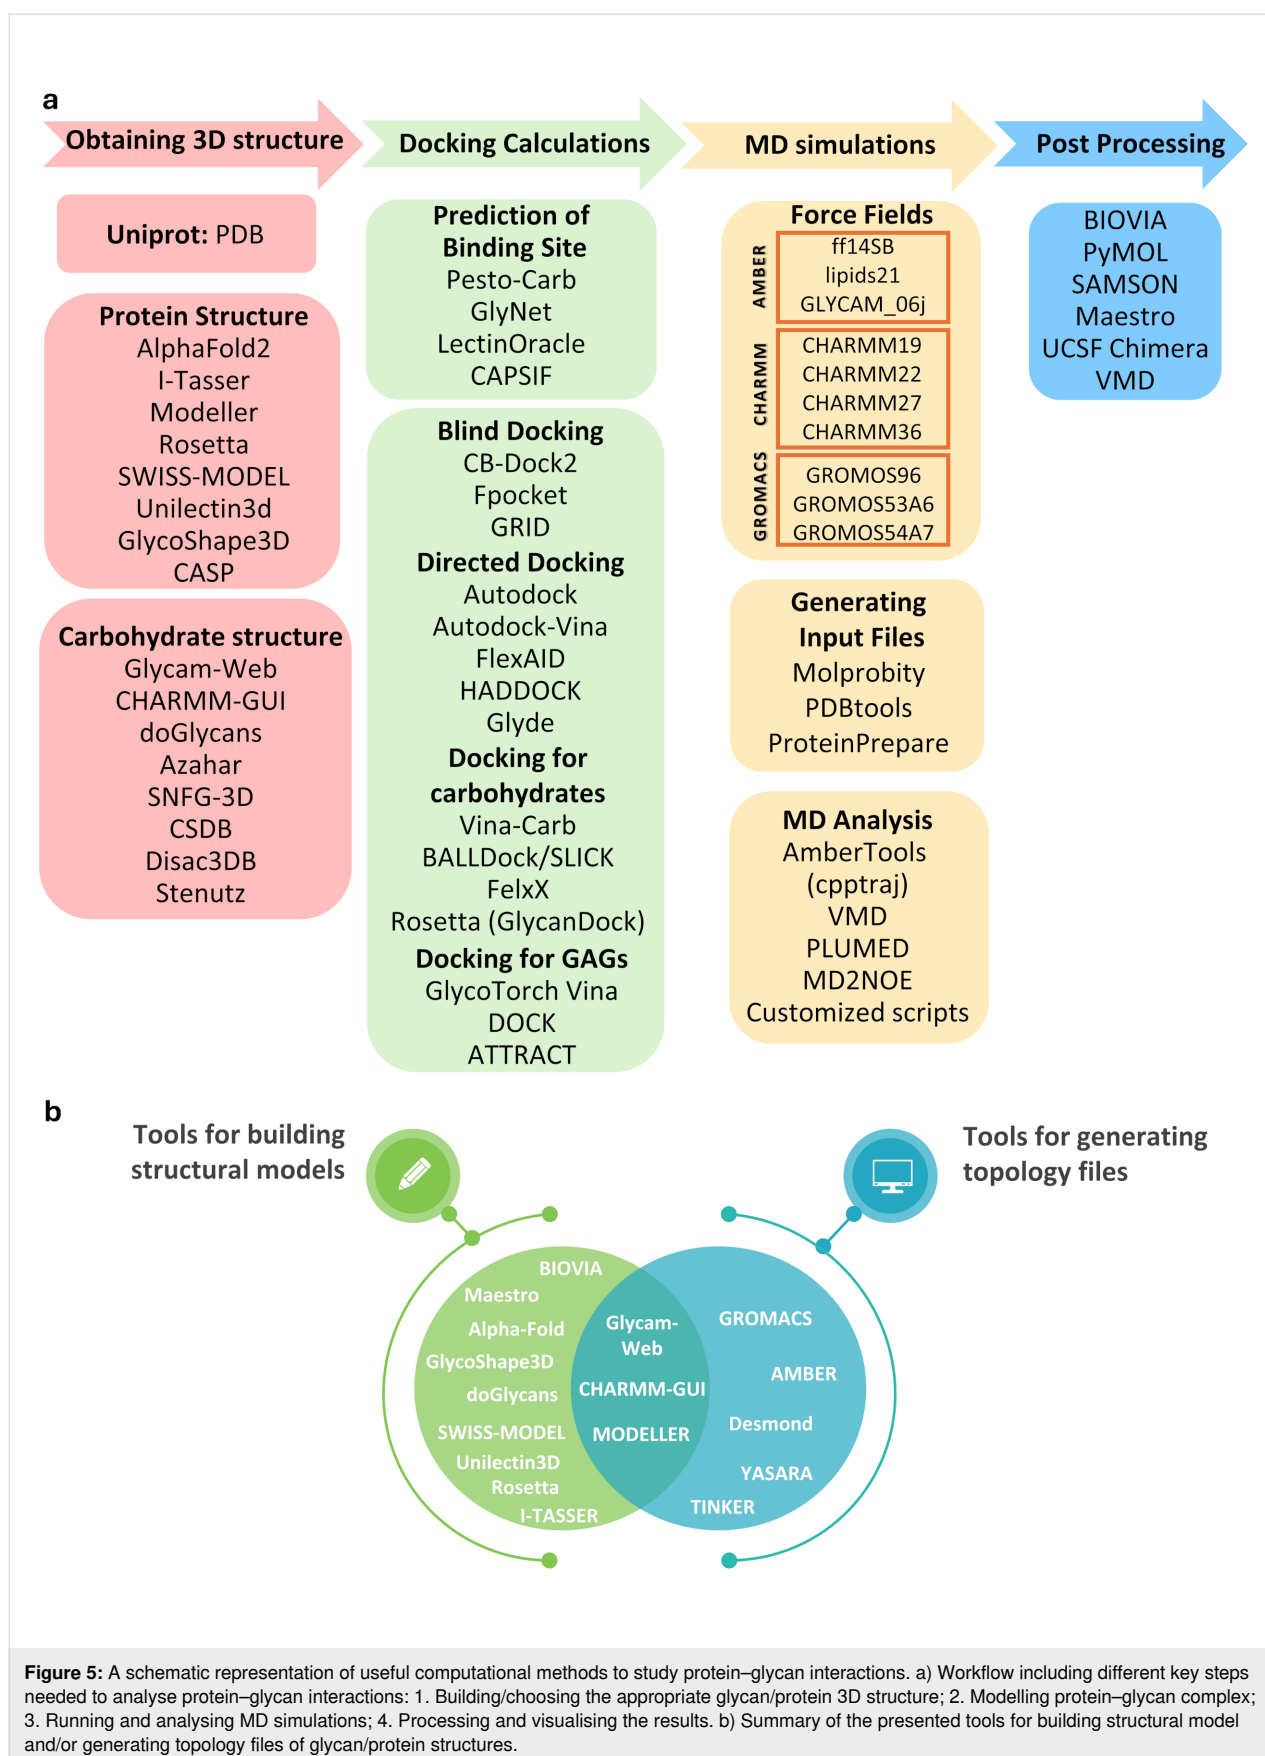 a
Obtaining 3D structure
Docking Calculations
MD simulations
Post Processing
Uniprot: PDB
Protein Structure
AlphaFold2
I-Tasser
Modeller
Rosetta
SWISS-MODEL
Unilectin3d
GlycoShape3D
CASP
Carbohydrate structure
Glycam-Web
CHARMM-GUI
doGlycans
Azahar
SNFG-3D
CSDB
Disac3DB
Stenutz
Prediction of
Binding Site
Pesto-Carb
GlyNet
LectinOracle
CAPSIF
Blind Docking
CB-Dock2
Fpocket
GRID
Directed Docking
Autodock
Autodock-Vina
FlexAID
HADDOCK
Glyde
Docking for
carbohydrates
Vina-Carb
BALLDock/SLICK
FelxX
Rosetta (GlycanDock)
Docking for GAGs
GlycoTorch Vina
DOCK
ATTRACT
Force Fields
AMBER
ff14SB
lipids21
GLYCAM_06j
CHARMM
CHARMM19
CHARMM22
CHARMM27
CHARMM36
GROMACS
GROMOS96
GROMOS53A6
GROMOS54A7
Generating
Input Files
Molprobity
PDBtools
ProteinPrepare
MD Analysis
AmberTools
(cpptraj)
VMD
PLUMED
MD2NOE
Customized scripts
BIOVIA
PyMOL
SAMSON
Maestro
UCSF Chimera
VMD
b
Tools for building
structural models
Tools for generating
topology files
BIOVIA
Maestro
Alpha-Fold
GlycoShape3D
doGlycans
SWISS-MODEL
Unilectin3D
Rosetta
I-TASSER
Glycam-
Web
CHARMM-GUI
MODELLER
GROMACS
AMBER
Desmond
YASARA
TINKER
Figure 5: A schematic representation of useful computational methods to study protein–glycan interactions. a) Workflow including different key steps
needed to analyse protein–glycan interactions: 1. Building/choosing the appropriate glycan/protein 3D structure; 2. Modelling protein–glycan complex;
3. Running and analysing MD simulations; 4. Processing and visualising the results. b) Summary of the presented tools for building structural model
and/or generating topology files of glycan/protein structures.